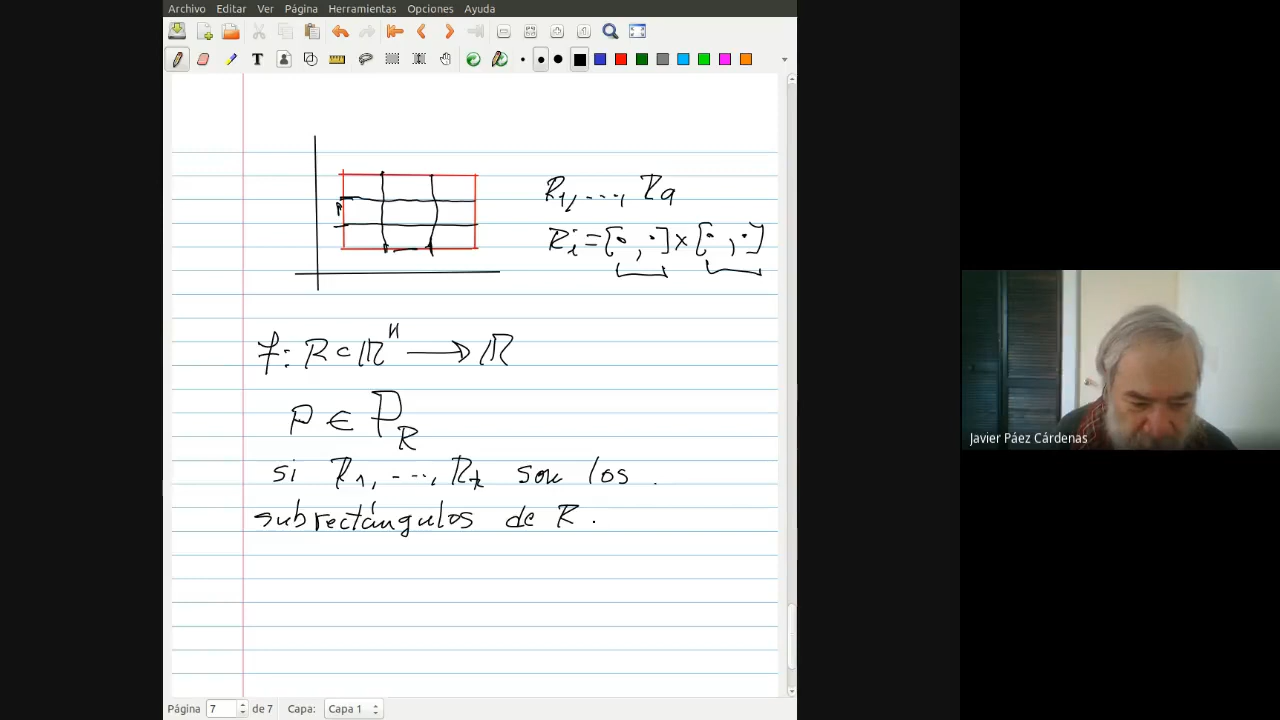 Archivo Editar Ver Página Herramientas Opciones Ayuda
R₁, ..., R₉
Rᵢ = [·, ·] × [·, ·]
f: R ⊂ ℝⁿ ⟶ ℝ
P ∈ P_R
si R₁, ..., Rₖ son los
subrectángulos de R.
Javier Páez Cárdenas
Página 7 de 7 Capa: Capa 1